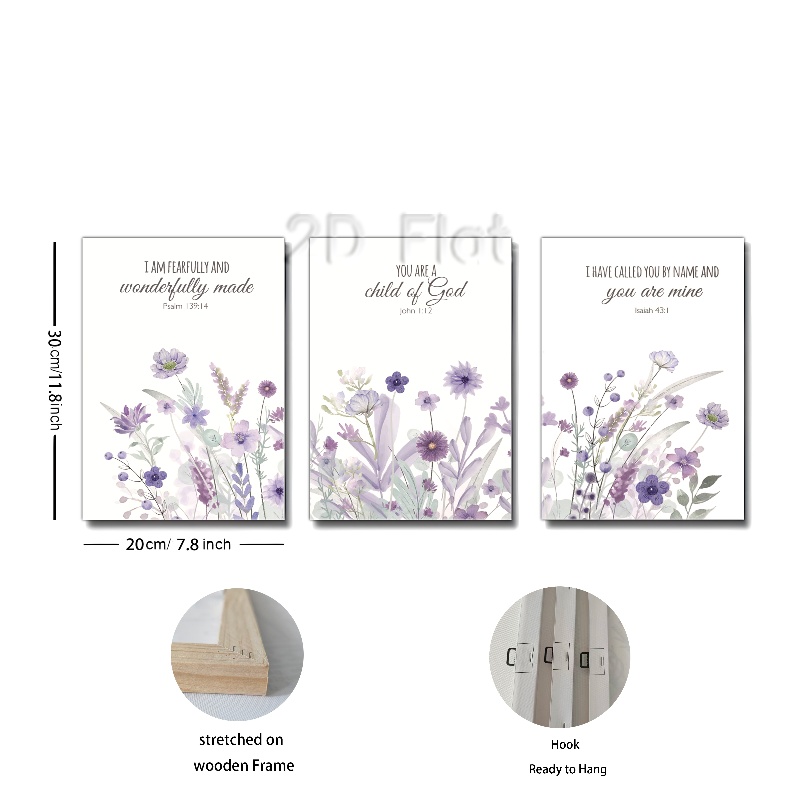 2D Flat
I AM FEARFULLY AND
wonderfully made
Psalm 139:14
YOU ARE A
child of God
John 1:12
I HAVE CALLED YOU BY NAME AND
you are mine
Isaiah 43:1
30cm/11.8inch
20cm/ 7.8 inch
stretched on
wooden Frame
Hook
Ready to Hang